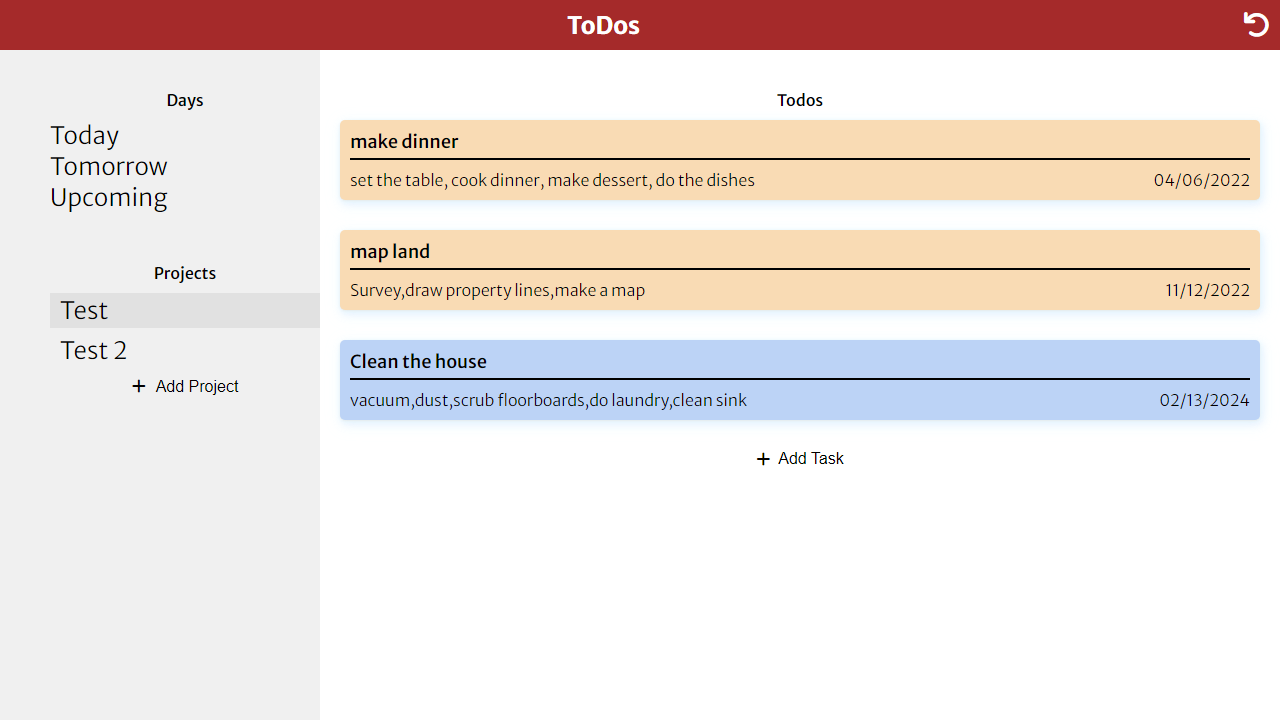 ToDos
Days
Today
Tomorrow
Upcoming
Projects
Test
Test 2
Add Project
Todos
make dinner
set the table, cook dinner, make dessert, do the dishes 04/06/2022
map land
Survey,draw property lines,make a map 11/12/2022
Clean the house
vacuum,dust,scrub floorboards,do laundry,clean sink 02/13/2024
Add Task